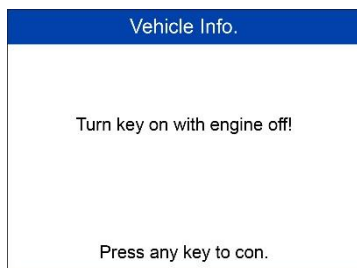 Vehicle Info.
Turn key on with engine off!
Press any key to con.